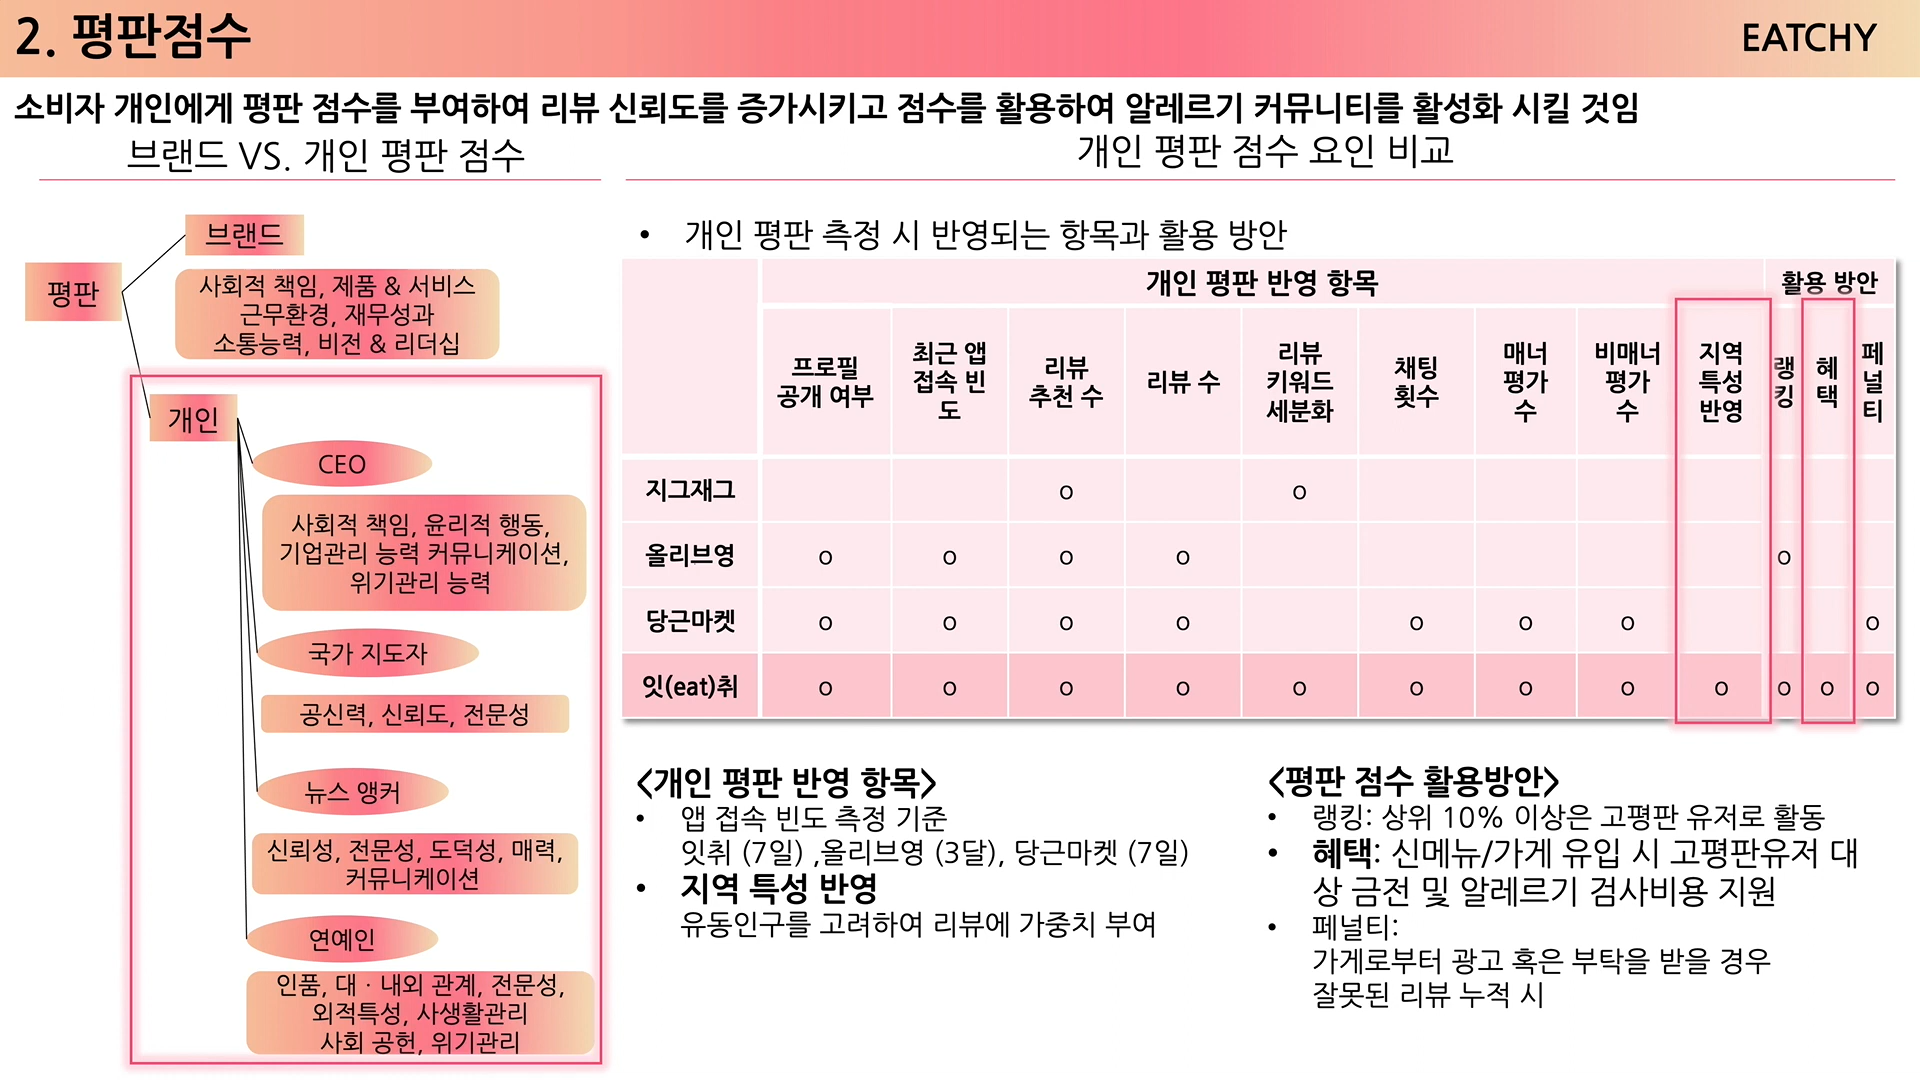 2. 평판점수
EATCHY
소비자 개인에게 평판 점수를 부여하여 리뷰 신뢰도를 증가시키고 점수를 활용하여 알레르기 커뮤니티를 활성화 시킬 것임
브랜드 VS. 개인 평판 점수
평판
브랜드
사회적 책임, 제품 & 서비스
근무환경, 재무성과
소통능력, 비전 & 리더십
개인
CEO
사회적 책임, 윤리적 행동,
기업관리 능력 커뮤니케이션,
위기관리 능력
국가 지도자
공신력, 신뢰도, 전문성
뉴스 앵커
신뢰성, 전문성, 도덕성, 매력,
커뮤니케이션
연예인
인품, 대 · 내외 관계, 전문성,
외적특성, 사생활관리
사회 공헌, 위기관리
개인 평판 점수 요인 비교
• 개인 평판 측정 시 반영되는 항목과 활용 방안
개인 평판 반영 항목
활용 방안
프로필
공개 여부
최근 앱
접속 빈
도
리뷰
추천 수
리뷰 수
리뷰
키워드
세분화
채팅
횟수
매너
평가
수
비매너
평가
수
지역
특성
반영
랭
킹
혜
택
페
널
티
지그재그 o o
올리브영 o o o o o
당근마켓 o o o o o o o o
잇(eat)취 o o o o o o o o o o o o
<개인 평판 반영 항목>
• 앱 접속 빈도 측정 기준
잇취 (7일) ,올리브영 (3달), 당근마켓 (7일)
• 지역 특성 반영
유동인구를 고려하여 리뷰에 가중치 부여
<평판 점수 활용방안>
• 랭킹: 상위 10% 이상은 고평판 유저로 활동
• 혜택: 신메뉴/가게 유입 시 고평판유저 대
상 금전 및 알레르기 검사비용 지원
• 페널티:
가게로부터 광고 혹은 부탁을 받을 경우
잘못된 리뷰 누적 시